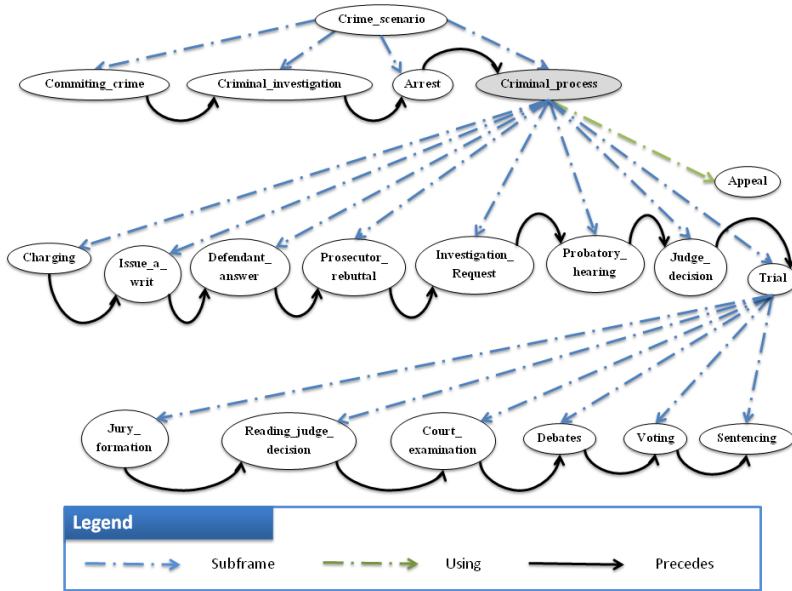 Crime_scenario
Commiting_crime
Criminal_investigation
Arrest
Criminal_process
Appeal
Charging
Issue_a_
writ
Defendant_
answer
Prosecutor_
rebuttal
Investigation_
Request
Probatory_
hearing
Judge_
decision
Trial
Jury_
formation
Reading_judge_
decision
Court_
examination
Debates
Voting
Sentencing
Legend
Subframe
Using
Precedes